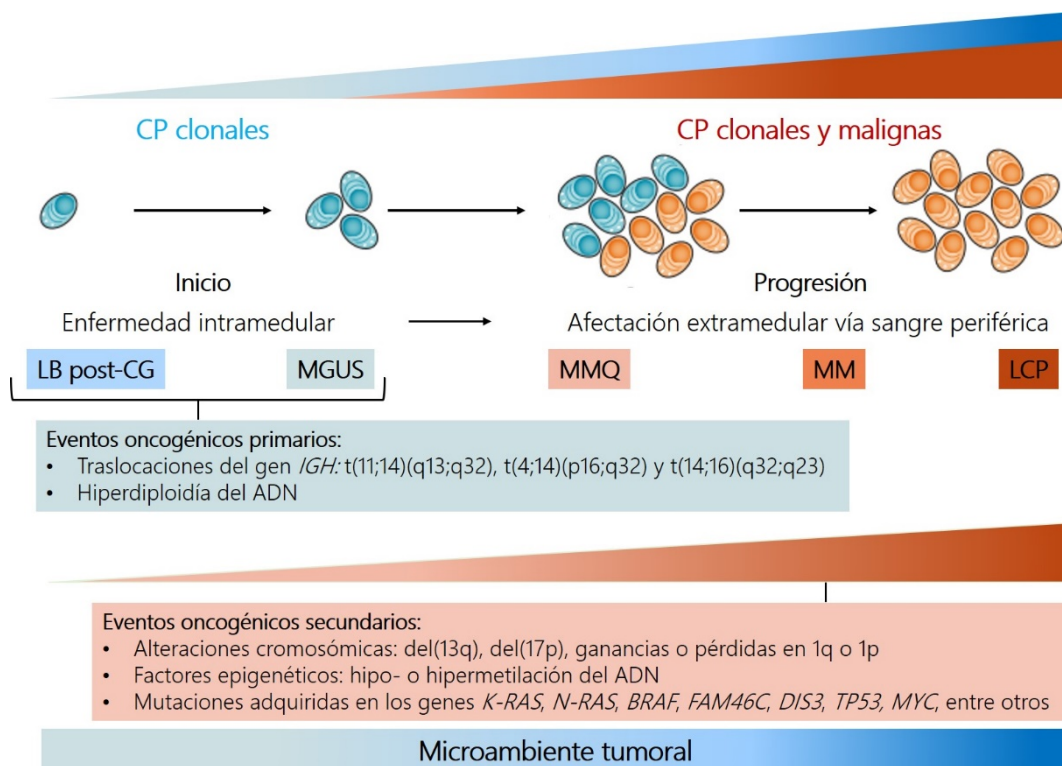 CP clonales
CP clonales y malignas
Inicio
Progresión
Enfermedad intramedular
Afectación extramedular vía sangre periférica
LB post-CG
MGUS
MMQ
MM
LCP
Eventos oncogénicos primarios:
• Traslocaciones del gen IGH: t(11;14)(q13;q32), t(4;14)(p16;q32) y t(14;16)(q32;q23)
• Hiperdiploidía del ADN
Eventos oncogénicos secundarios:
• Alteraciones cromosómicas: del(13q), del(17p), ganancias o pérdidas en 1q o 1p
• Factores epigenéticos: hipo- o hipermetilación del ADN
• Mutaciones adquiridas en los genes K-RAS, N-RAS, BRAF, FAM46C, DIS3, TP53, MYC, entre otros
Microambiente tumoral